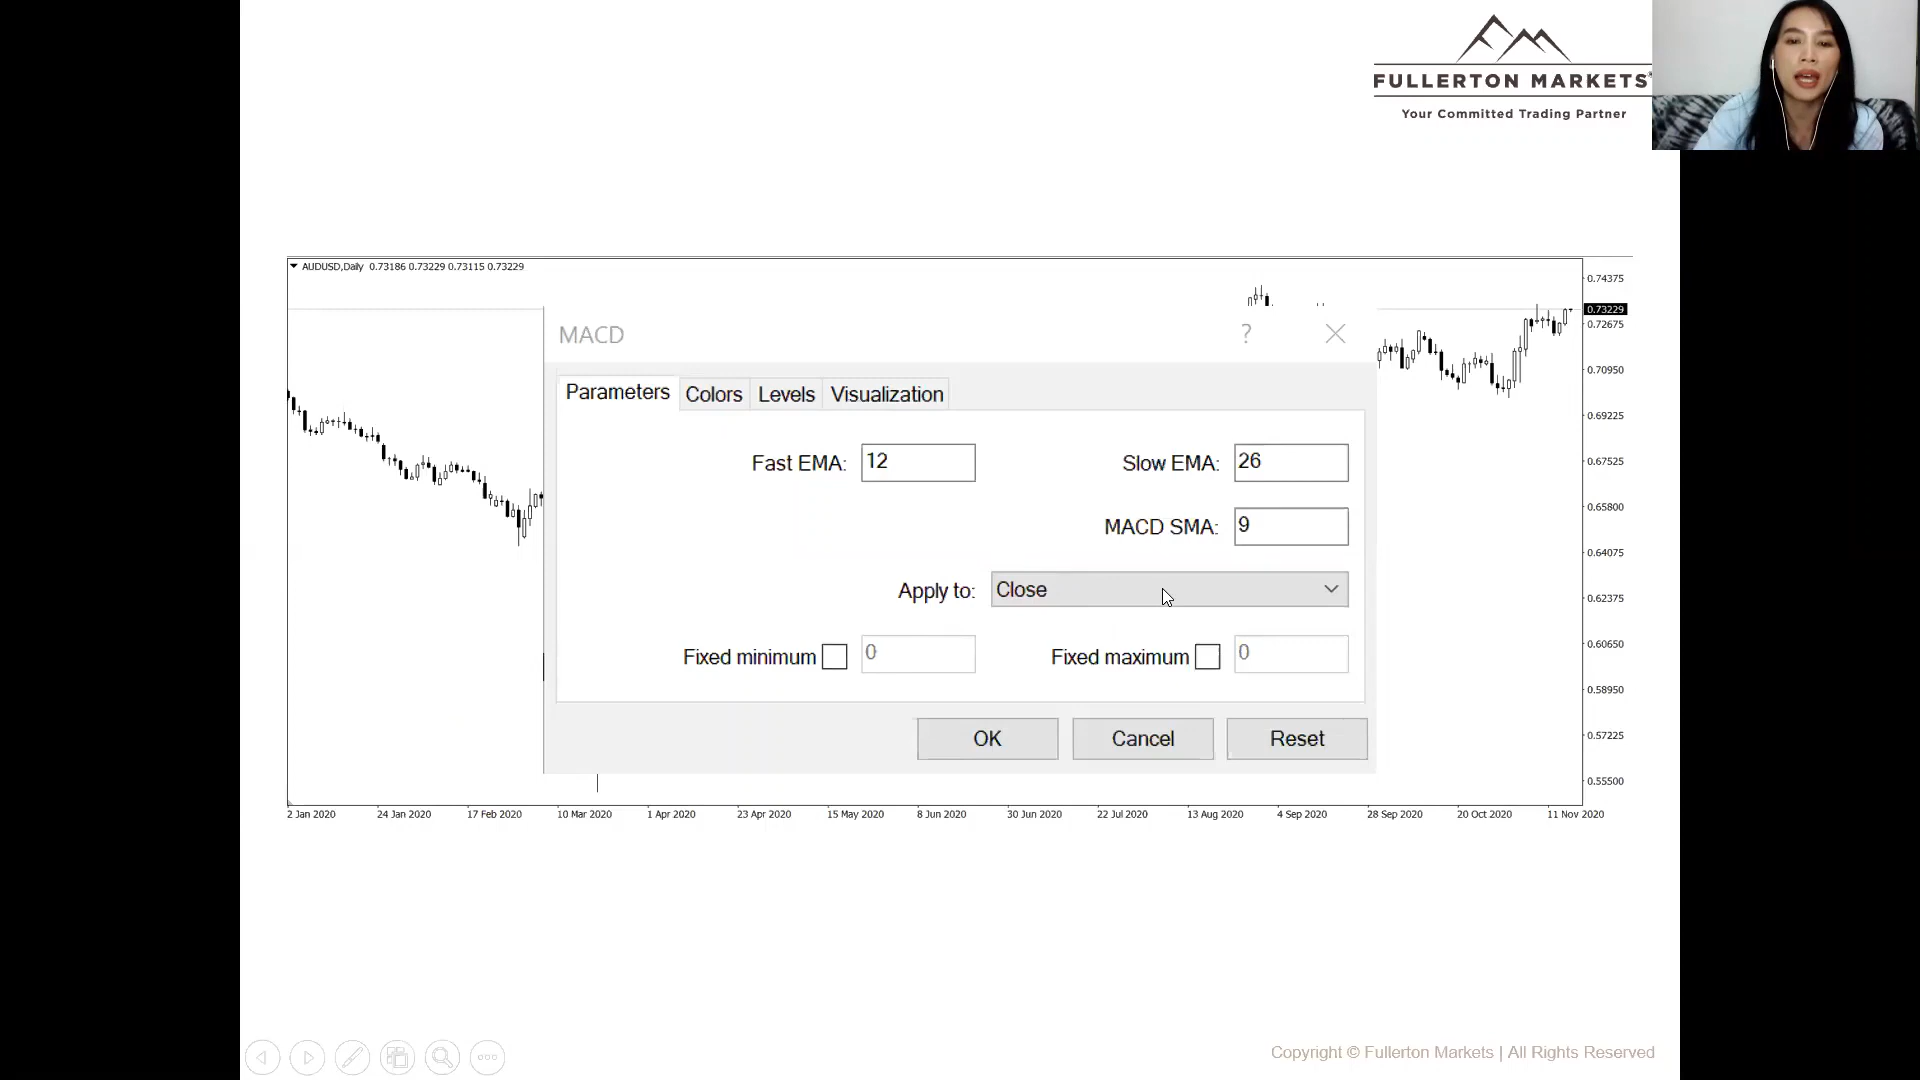 FULLERTON MARKETS®
Your Committed Trading Partner
AUDUSD,Daily 0.73186 0.73229 0.73115 0.73229
0.74375
0.73229
0.72675
0.70950
0.69225
0.67525
0.65800
0.64075
0.62375
0.60650
0.58950
0.57225
0.55500
MACD
?
Parameters Colors Levels Visualization
Fast EMA: 12 Slow EMA: 26
MACD SMA: 9
Apply to: Close
Fixed minimum 0 Fixed maximum 0
OK Cancel Reset
2 Jan 2020 24 Jan 2020 17 Feb 2020 10 Mar 2020 1 Apr 2020 23 Apr 2020 15 May 2020 8 Jun 2020 30 Jun 2020 22 Jul 2020 13 Aug 2020 4 Sep 2020 28 Sep 2020 20 Oct 2020 11 Nov 2020
Copyright © Fullerton Markets | All Rights Reserved